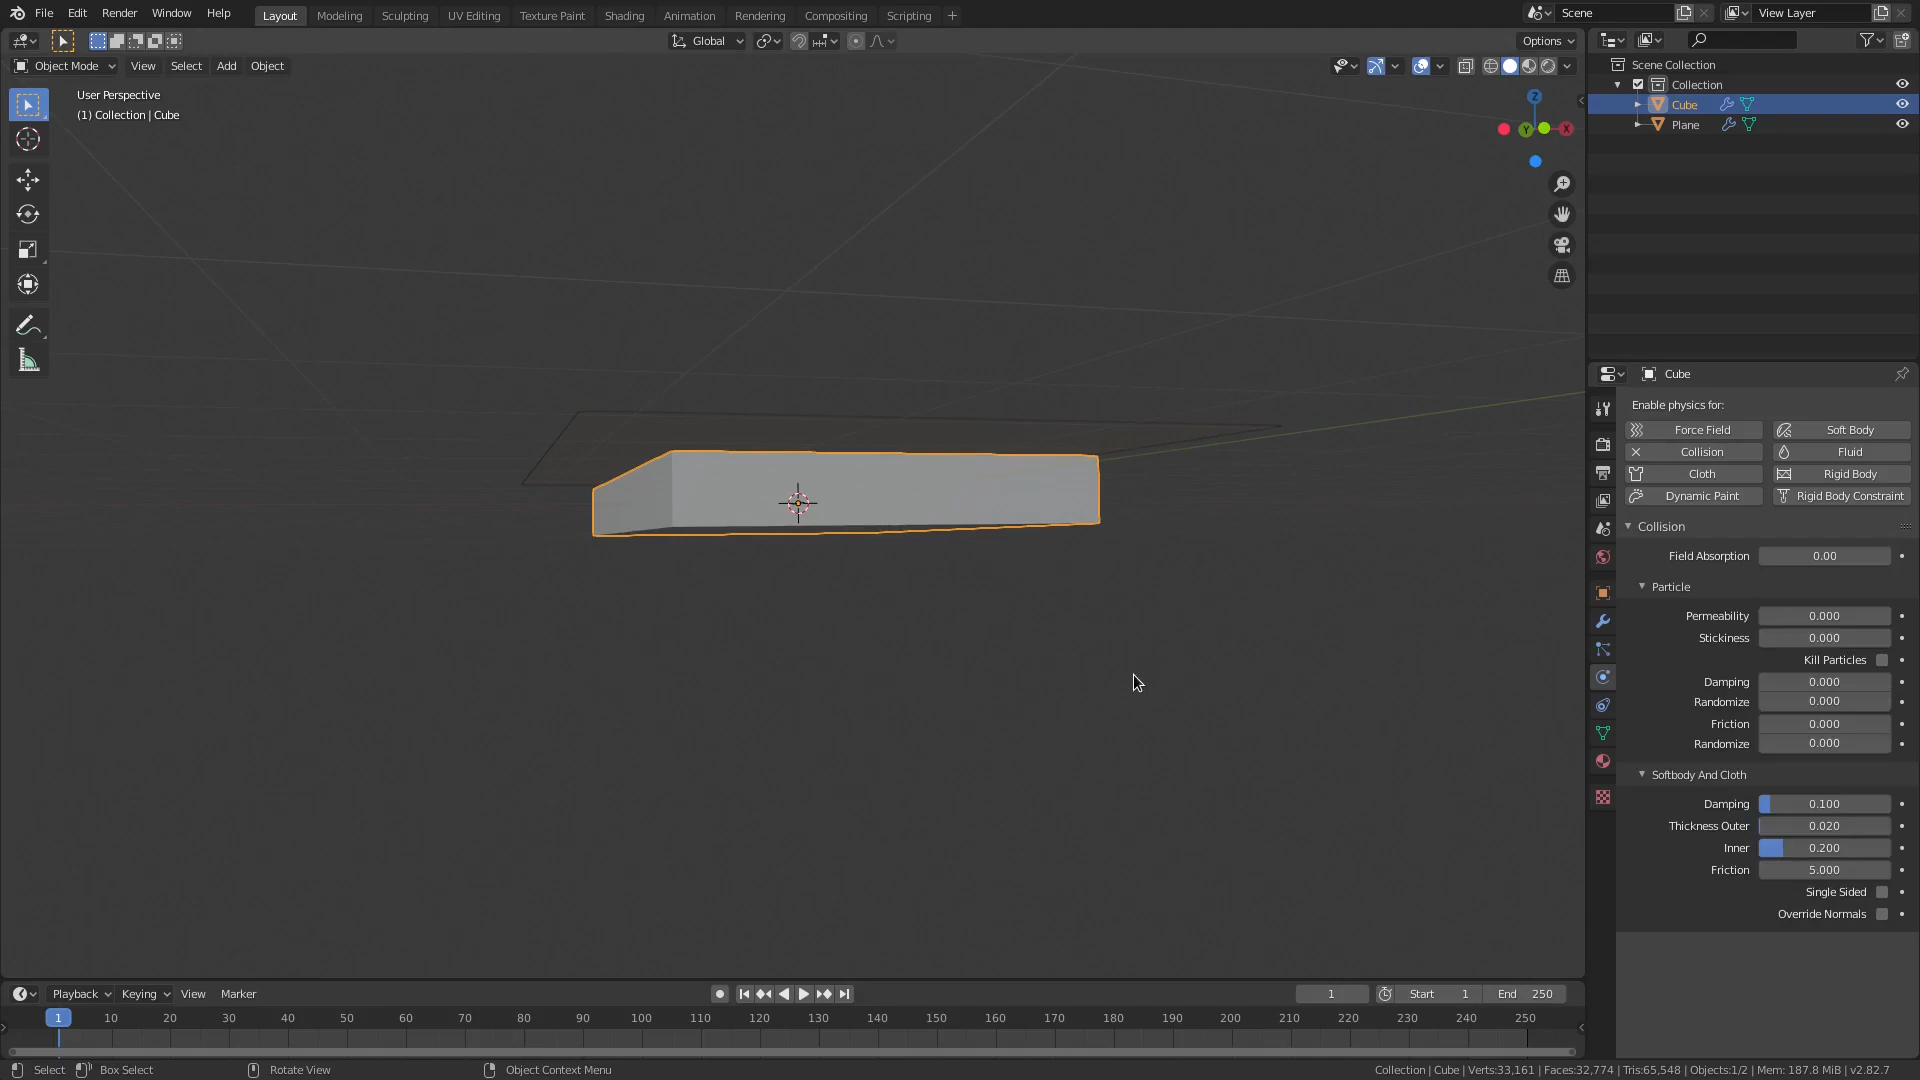 File Edit Render Window Help
Layout Modeling Sculpting UV Editing Texture Paint Shading Animation Rendering Compositing Scripting +
Scene
View Layer
Global
Options
Object Mode View Select Add Object
User Perspective
(1) Collection | Cube
Z
Y
X
Scene Collection
Collection
Cube
Plane
Cube
Enable physics for:
Force Field Soft Body
Collision Fluid
Cloth Rigid Body
Dynamic Paint Rigid Body Constraint
Collision
Field Absorption 0.00
Particle
Permeability 0.000
Stickiness 0.000
Kill Particles
Damping 0.000
Randomize 0.000
Friction 0.000
Randomize 0.000
Softbody And Cloth
Damping 0.100
Thickness Outer 0.020
Inner 0.200
Friction 5.000
Single Sided
Override Normals
Playback Keying View Marker
1 Start 1 End 250
1 10 20 30 40 50 60 70 80 90 100 110 120 130 140 150 160 170 180 190 200 210 220 230 240 250
Select Box Select Rotate View Object Context Menu
Collection | Cube | Verts:33,161 | Faces:32,774 | Tris:65,548 | Objects:1/2 | Mem: 187.8 MiB | v2.82.7